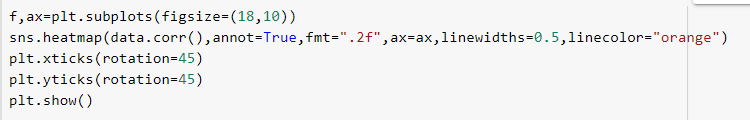 f,ax=plt.subplots(figsize=(18,10))
sns.heatmap(data.corr(),annot=True,fmt=".2f",ax=ax,linewidths=0.5,linecolor="orange")
plt.xticks(rotation=45)
plt.yticks(rotation=45)
plt.show()